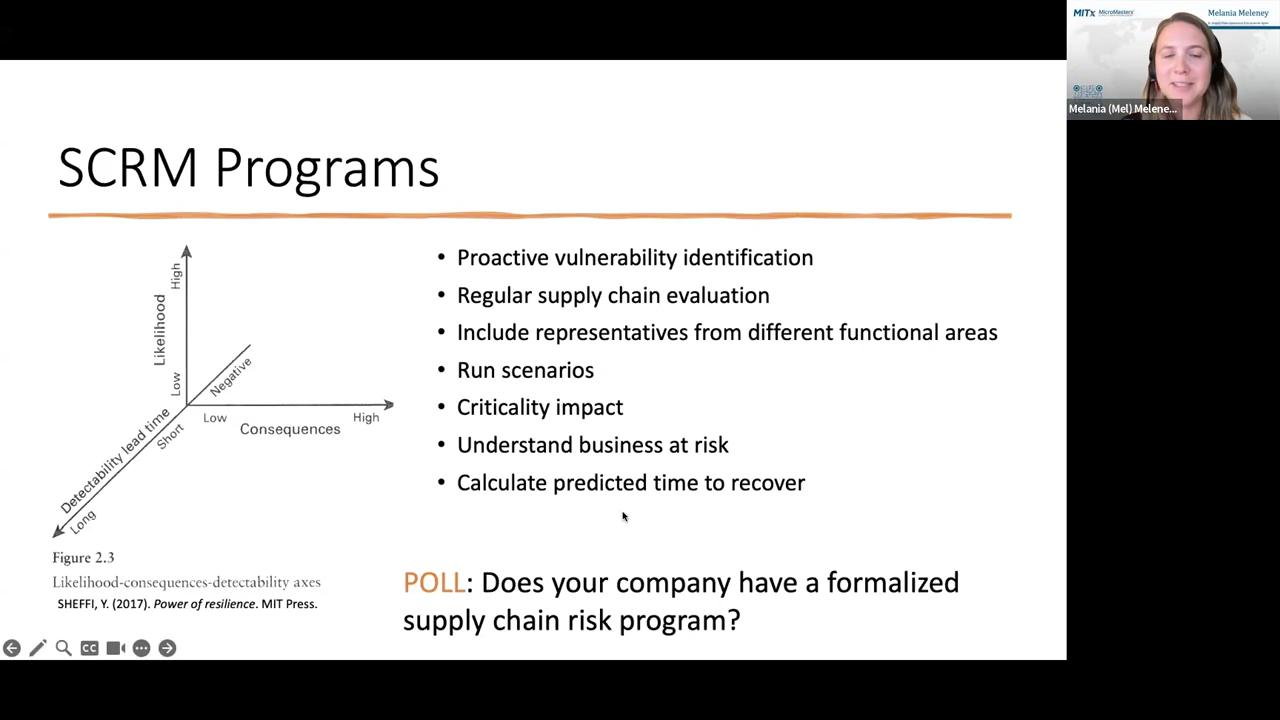 MITx MicroMasters
Melania Meleney
Melania (Mel) Melene...
SCRM Programs
High
Likelihood
Low
Negative
Low
High
Consequences
Short
Detectability lead time
Long
Figure 2.3
Likelihood-consequences-detectability axes
SHEFFI, Y. (2017). Power of resilience. MIT Press.
• Proactive vulnerability identification
• Regular supply chain evaluation
• Include representatives from different functional areas
• Run scenarios
• Criticality impact
• Understand business at risk
• Calculate predicted time to recover
POLL: Does your company have a formalized
supply chain risk program?
CC